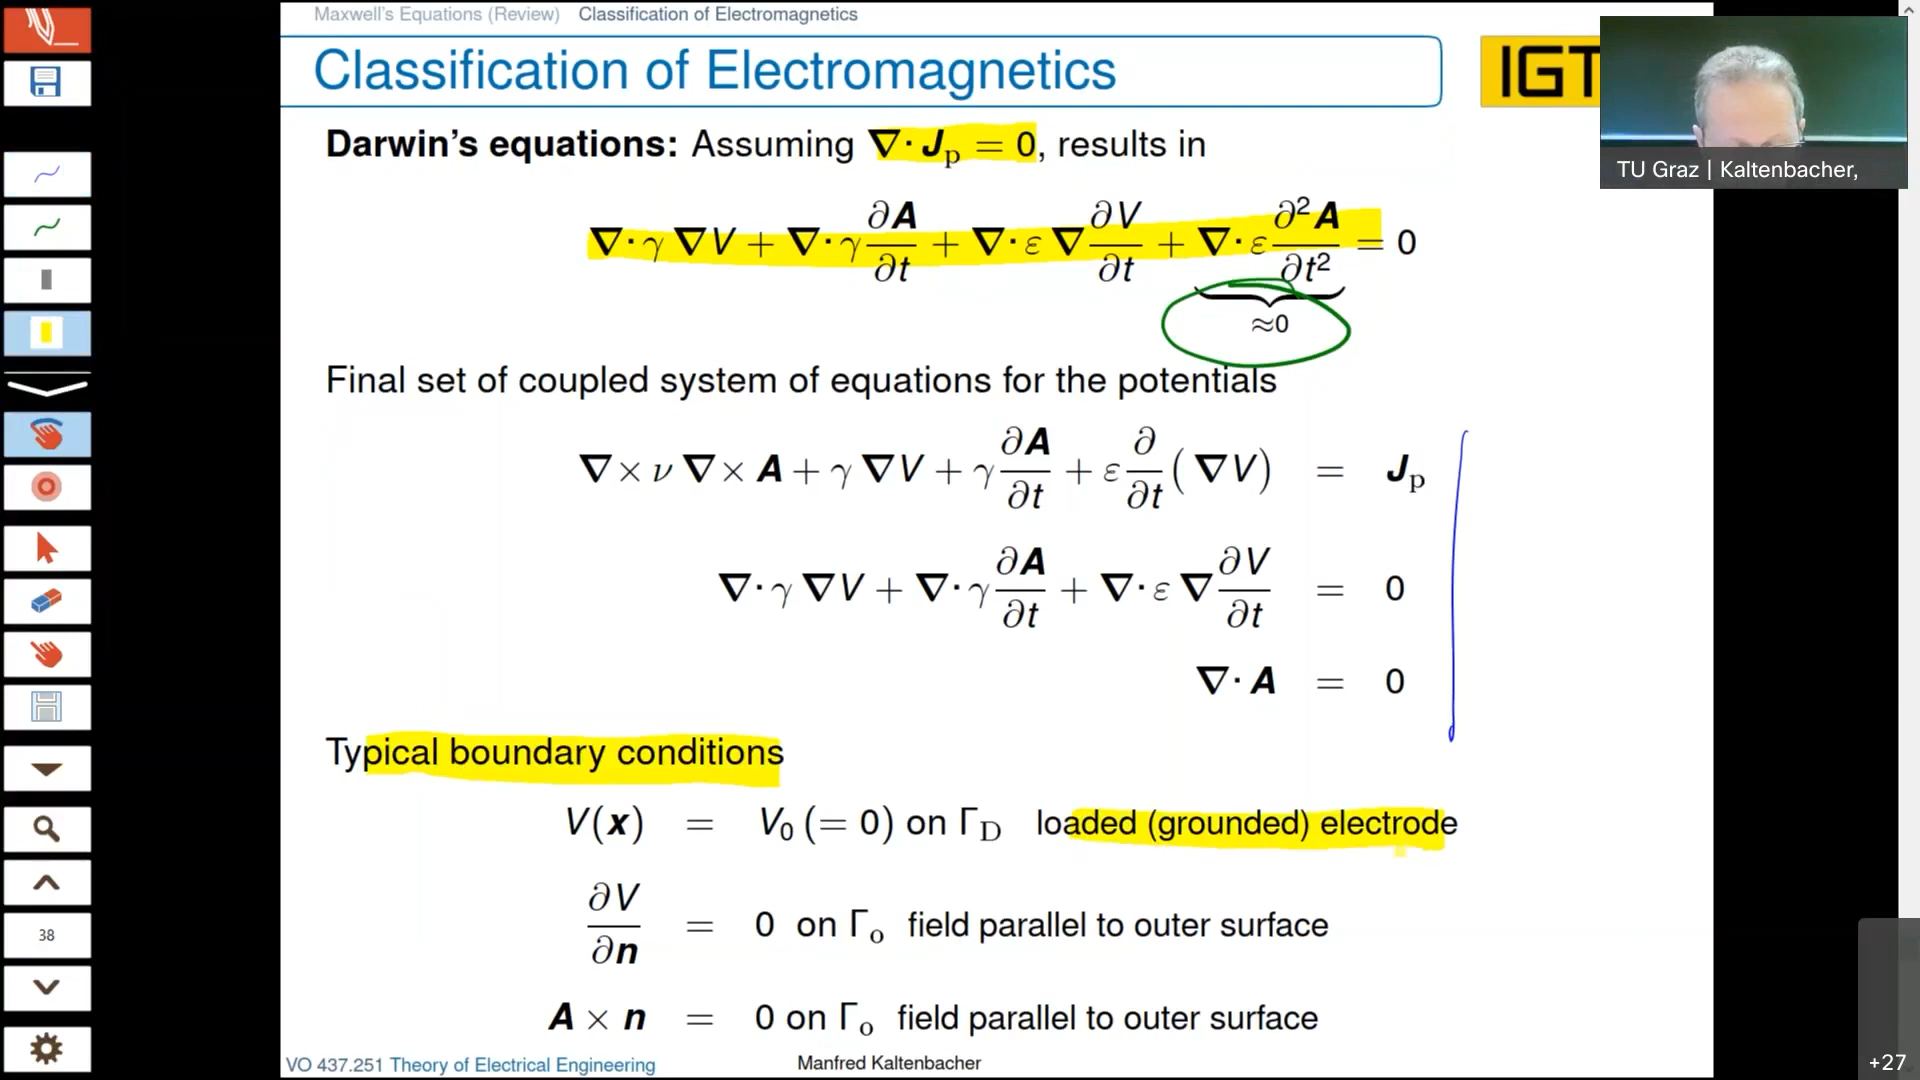 Maxwell's Equations (Review) Classification of Electromagnetics
Classification of Electromagnetics
IGT
TU Graz | Kaltenbacher,
Darwin's equations: Assuming ∇·J_p = 0, results in
∇·γ ∇V + ∇·γ ∂A/∂t + ∇·ε ∇ ∂V/∂t + ∇·ε ∂²A/∂t² = 0
≈0
Final set of coupled system of equations for the potentials
∇×ν ∇×A + γ ∇V + γ ∂A/∂t + ε ∂/∂t (∇V) = J_p
∇·γ ∇V + ∇·γ ∂A/∂t + ∇·ε ∇ ∂V/∂t = 0
∇·A = 0
Typical boundary conditions
V(x) = V₀ (= 0) on Γ_D loaded (grounded) electrode
∂V/∂n = 0 on Γ_o field parallel to outer surface
A × n = 0 on Γ_o field parallel to outer surface
VO 437.251 Theory of Electrical Engineering Manfred Kaltenbacher
38
+27